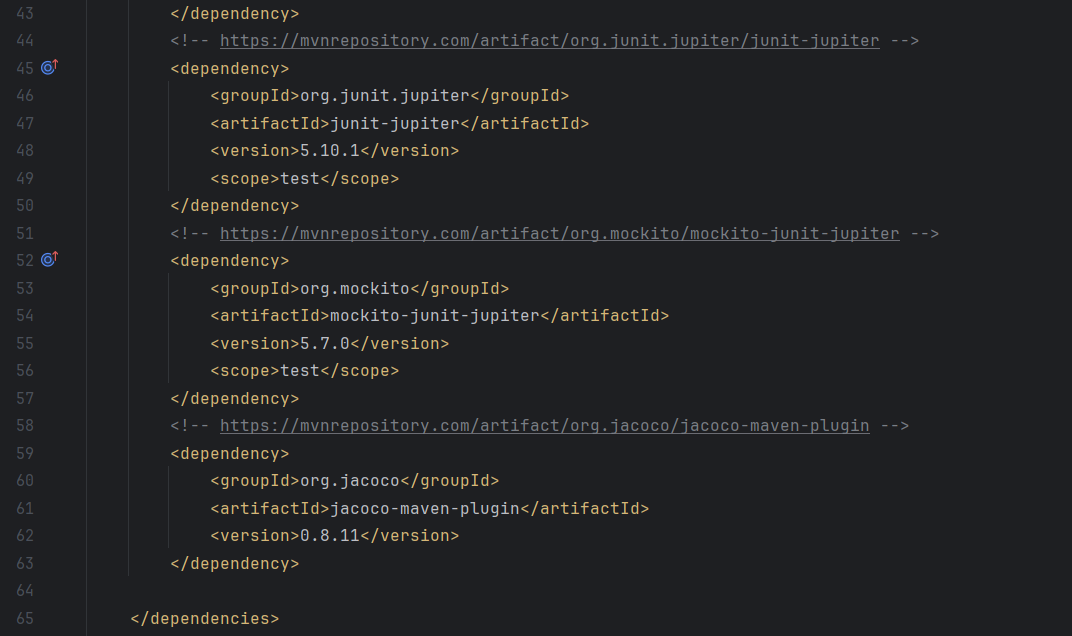 43 </dependency>
44 <!-- https://mvnrepository.com/artifact/org.junit.jupiter/junit-jupiter -->
45 <dependency>
46 <groupId>org.junit.jupiter</groupId>
47 <artifactId>junit-jupiter</artifactId>
48 <version>5.10.1</version>
49 <scope>test</scope>
50 </dependency>
51 <!-- https://mvnrepository.com/artifact/org.mockito/mockito-junit-jupiter -->
52 <dependency>
53 <groupId>org.mockito</groupId>
54 <artifactId>mockito-junit-jupiter</artifactId>
55 <version>5.7.0</version>
56 <scope>test</scope>
57 </dependency>
58 <!-- https://mvnrepository.com/artifact/org.jacoco/jacoco-maven-plugin -->
59 <dependency>
60 <groupId>org.jacoco</groupId>
61 <artifactId>jacoco-maven-plugin</artifactId>
62 <version>0.8.11</version>
63 </dependency>
64
65 </dependencies>